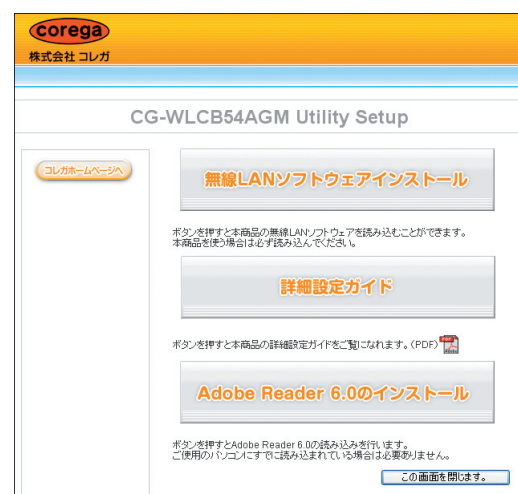 corega
株式会社 コレガ
CG-WLCB54AGM Utility Setup
コレガホームページへ
無線LANソフトウェアインストール
ボタンを押すと本商品の無線LANソフトウェアを読み込むことができます。
本商品を使う場合は必ず読み込んでください。
詳細設定ガイド
ボタンを押すと本商品の詳細設定ガイドをご覧になれます。(PDF)
Adobe Reader 6.0のインストール
ボタンを押すとAdobe Reader 6.0の読み込みを行います。
ご使用のパソコンにすでに読み込まれている場合は必要ありません。
この画面を閉じます。